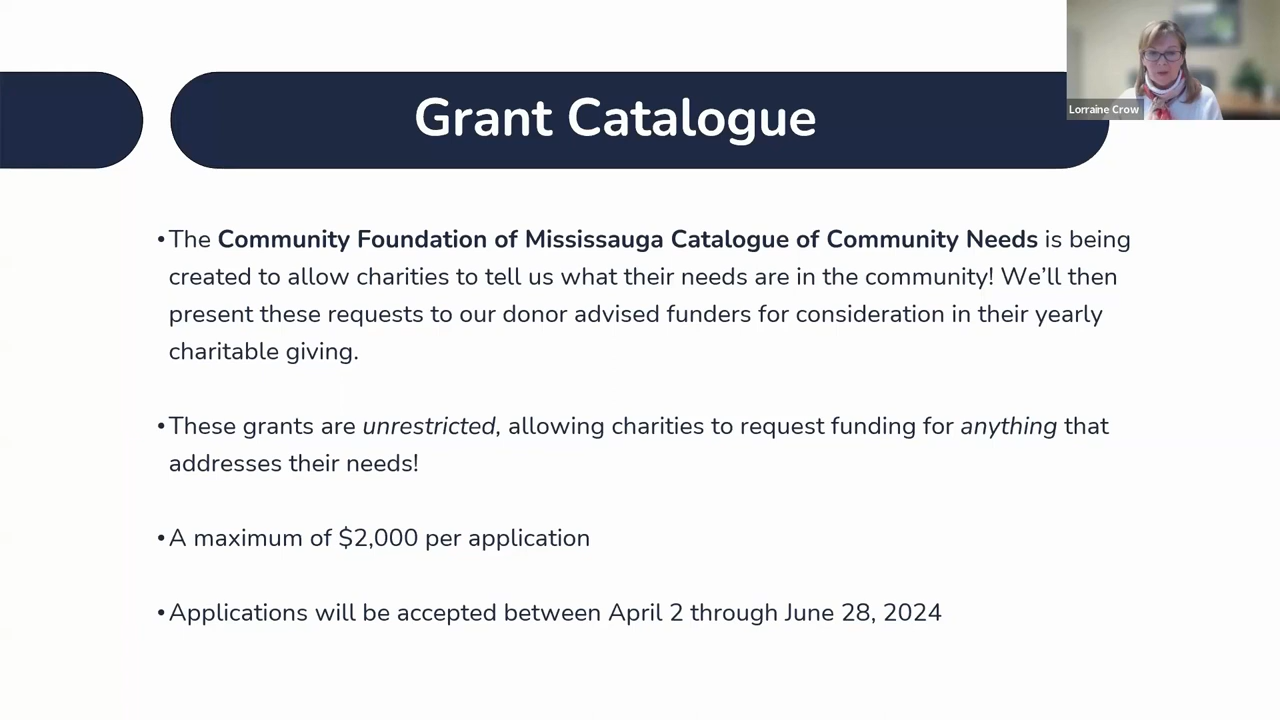 Grant Catalogue
Lorraine Crow
•The Community Foundation of Mississauga Catalogue of Community Needs is being
created to allow charities to tell us what their needs are in the community! We’ll then
present these requests to our donor advised funders for consideration in their yearly
charitable giving.
•These grants are unrestricted, allowing charities to request funding for anything that
addresses their needs!
•A maximum of $2,000 per application
•Applications will be accepted between April 2 through June 28, 2024